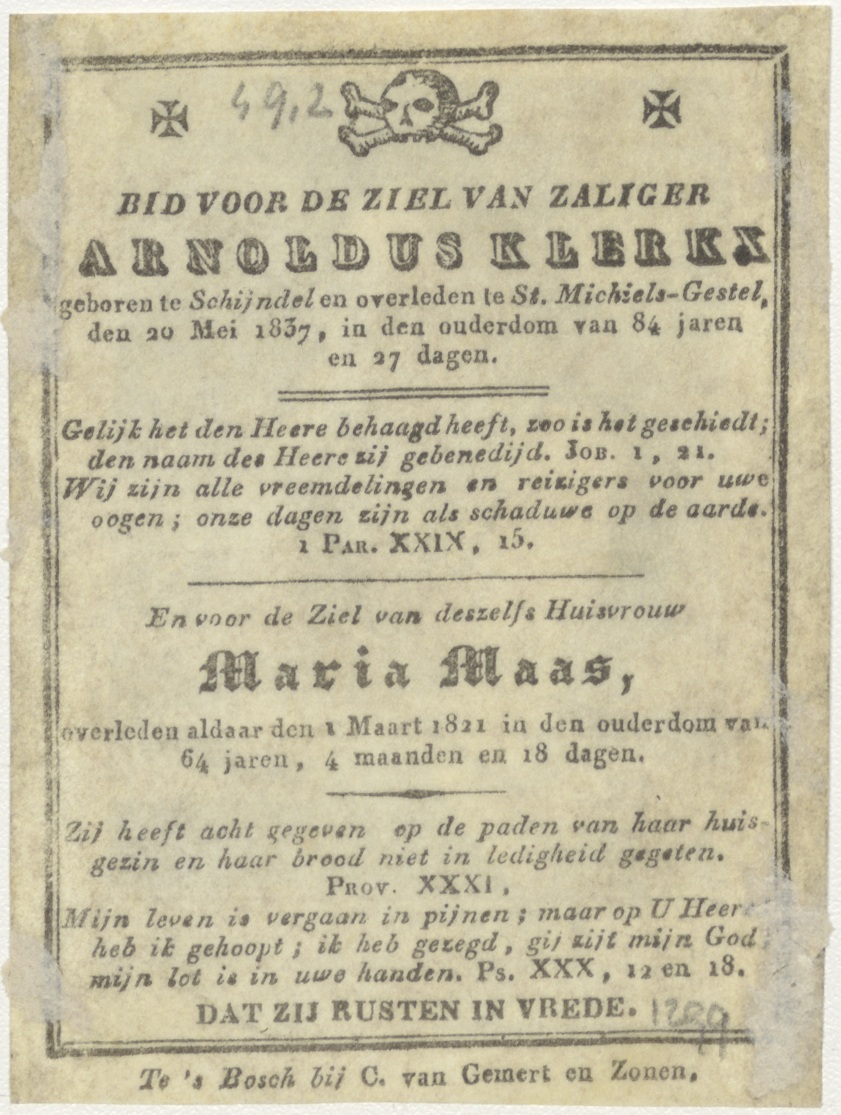 49,2
BID VOOR DE ZIEL VAN ZALIGER
ARNOLDUS KLERKX
geboren te Schijndel en overleden te St. Michiels-Gestel,
den 20 Mei 1837, in den ouderdom van 84 jaren
en 27 dagen.
Gelijk het den Heere behaagd heeft, zoo is het geschiedt;
den naam des Heere zij gebenedijd. JOB. 1, 21.
Wij zijn alle vreemdelingen en reizigers voor uwe
oogen; onze dagen zijn als schaduwe op de aarde.
1 PAR. XXIX, 15.
En voor de Ziel van deszelfs Huisvrouw
Maria Maas,
overleden aldaar den 1 Maart 1821 in den ouderdom van
64 jaren, 4 maanden en 18 dagen.
Zij heeft acht gegeven op de paden van haar huis-
gezin en haar brood niet in ledigheid gegeten.
PROV. XXXI,
Mijn leven is vergaan in pijnen; maar op U Heere
heb ik gehoopt; ik heb gezegd, gij zijt mijn God;
mijn lot is in uwe handen. Ps. XXX, 12 en 18.
DAT ZIJ RUSTEN IN VREDE.
Te 's Bosch bij C. van Gemert en Zonen.